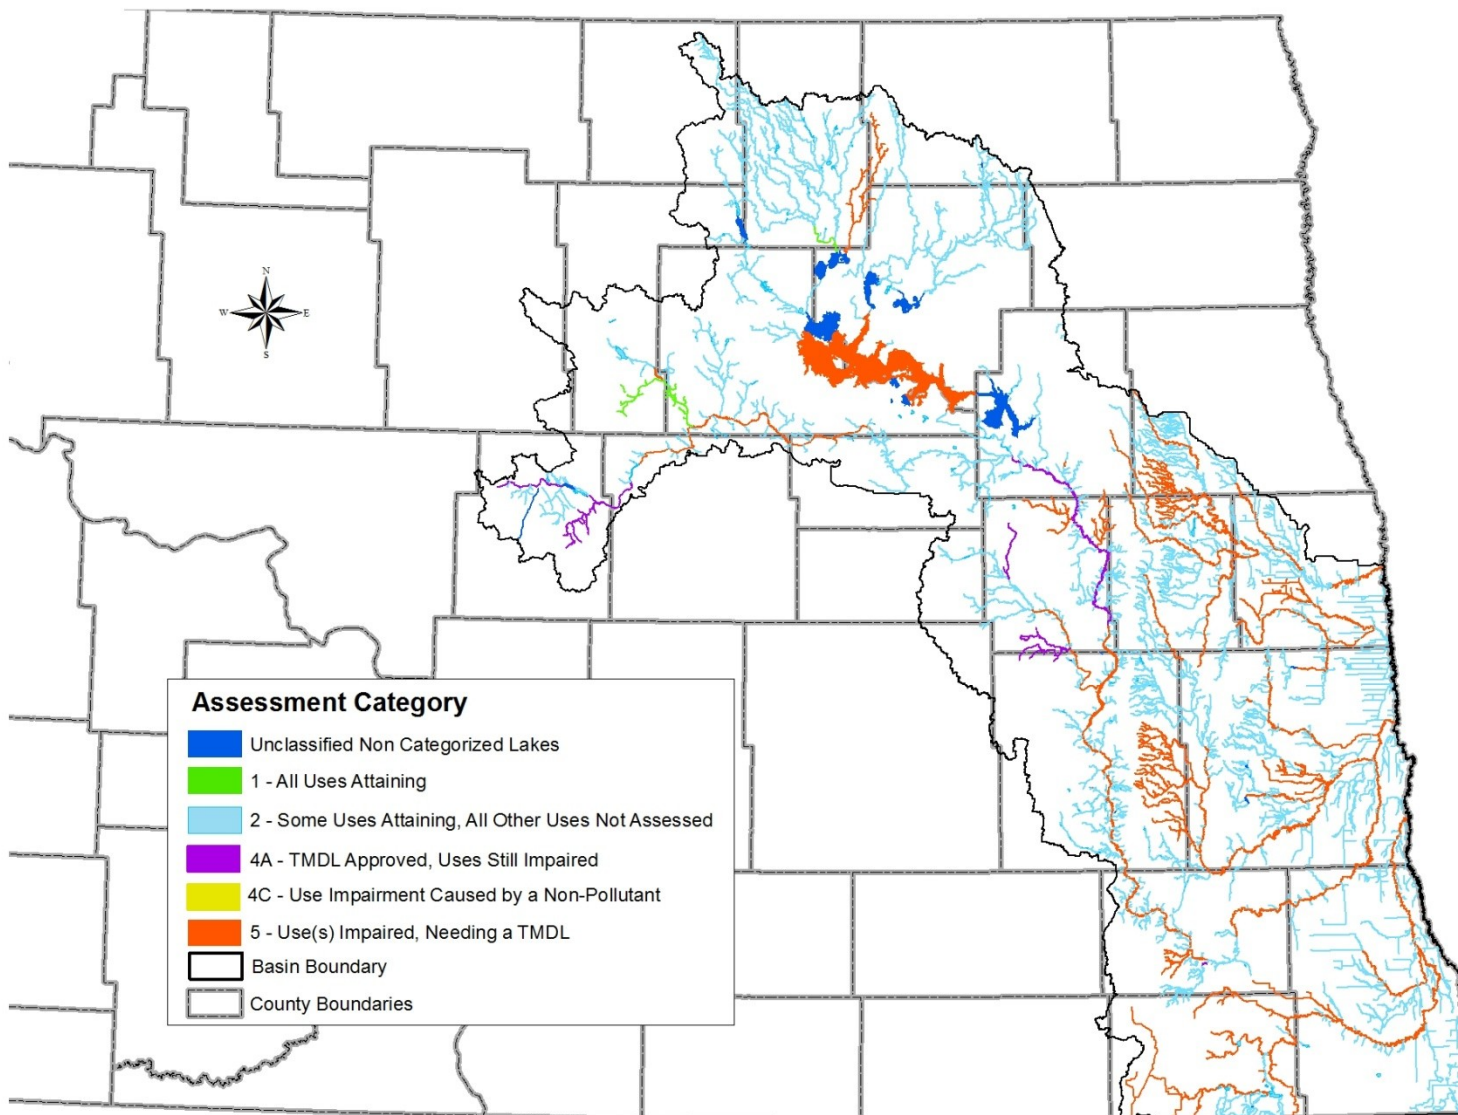 N
W E
S
Assessment Category
Unclassified Non Categorized Lakes
1 - All Uses Attaining
2 - Some Uses Attaining, All Other Uses Not Assessed
4A - TMDL Approved, Uses Still Impaired
4C - Use Impairment Caused by a Non-Pollutant
5 - Use(s) Impaired, Needing a TMDL
Basin Boundary
County Boundaries